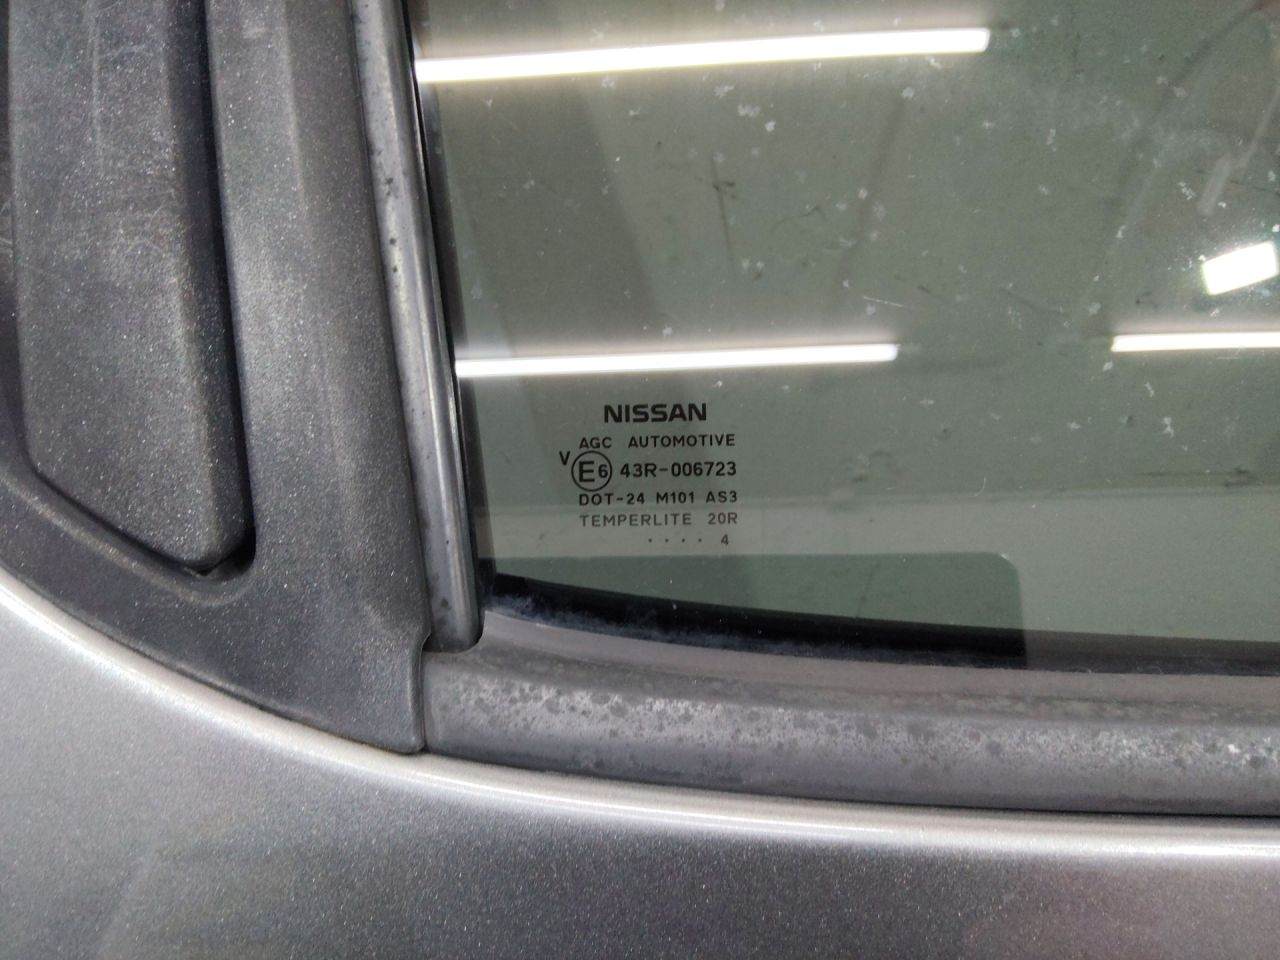 NISSAN
AGC AUTOMOTIVE
V E6 43R-006723
DOT-24 M101 AS3
TEMPERLITE 20R
.... 4